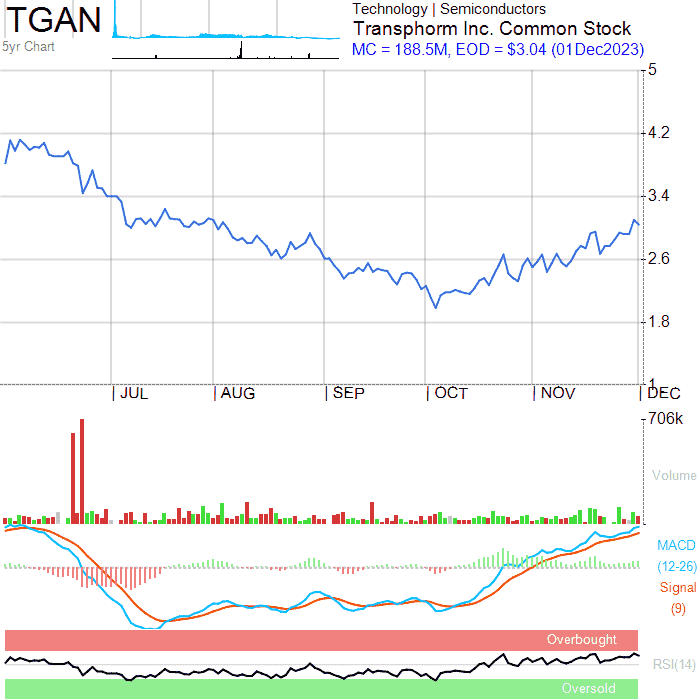 TGAN
5yr Chart
Technology | Semiconductors
Transphorm Inc. Common Stock
MC = 188.5M, EOD = $3.04 (01Dec2023)
5
4.2
3.4
2.6
1.8
1
JUL
AUG
SEP
OCT
NOV
DEC
706k
Volume
MACD
(12-26)
Signal
(9)
Overbought
RSI(14)
Oversold